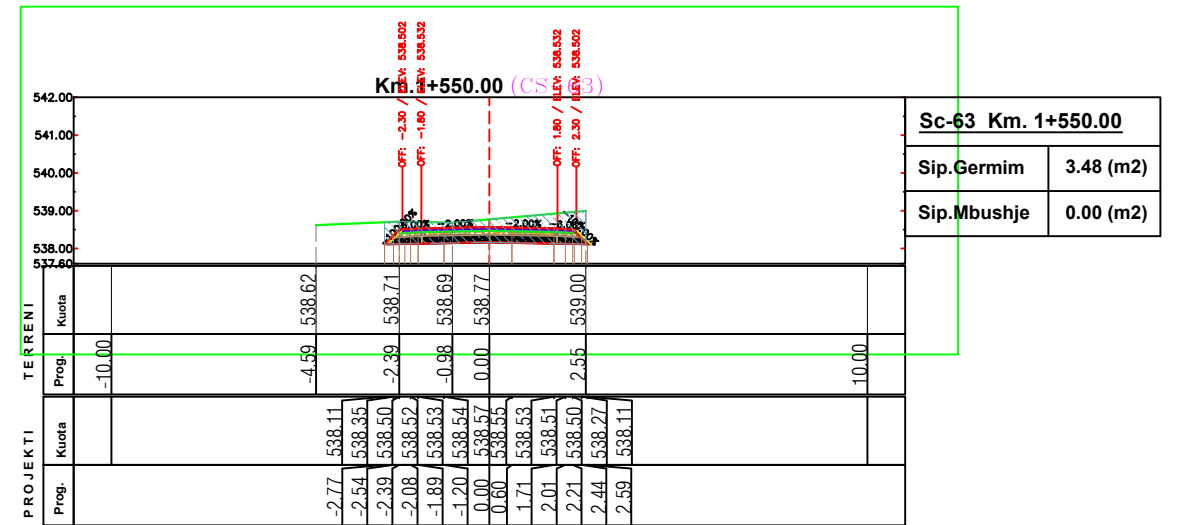 OFF: -2.30 / ELEV: 538.502
OFF: -1.80 / ELEV: 538.532
OFF: 1.80 / ELEV: 538.532
OFF: 2.30 / ELEV: 538.502
Km. 1+550.00 (CS-63)
542.00
541.00
540.00
539.00
538.00
537.60
-2.00% -2.00%
Sc-63 Km. 1+550.00
Sip.Germim 3.48 (m2)
Sip.Mbushje 0.00 (m2)
TERRENI
Kuota 538.62 538.71 538.69 538.77 539.00
Prog. -10.00 -4.59 -2.39 -0.98 0.00 2.55 10.00
PROJEKTI
Kuota 538.11 538.35 538.50 538.52 538.53 538.54 538.57 538.55 538.53 538.51 538.50 538.27 538.11
Prog. -2.77 -2.54 -2.39 -2.08 -1.89 -1.20 0.00 0.60 1.71 2.01 2.21 2.44 2.59